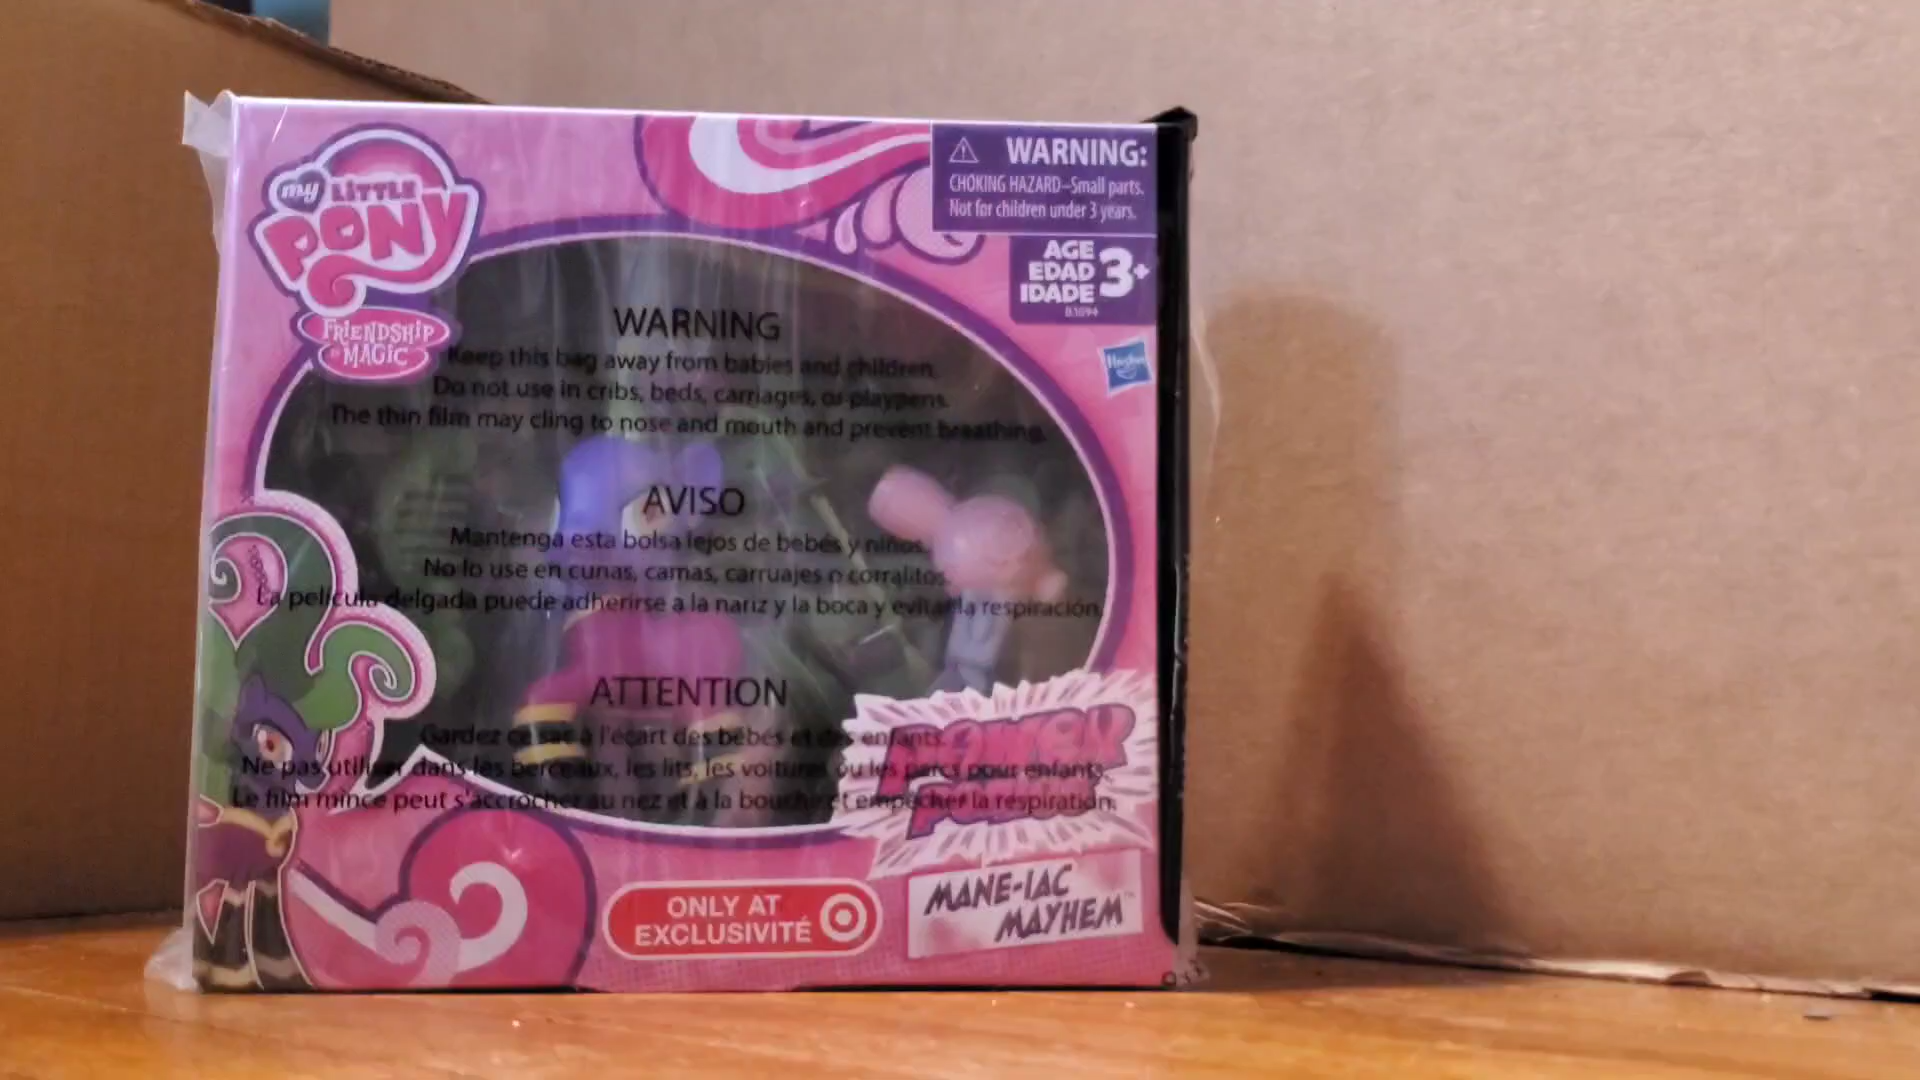 my LiTTLE
PONY
FRiENDSHiP
is MAGiC
WARNING:
CHOKING HAZARD–Small parts.
Not for children under 3 years.
AGE
EDAD
IDADE
3+
B3094
Hasbro
WARNING
Keep this bag away from babies and children.
Do not use in cribs, beds, carriages, or playpens.
The thin film may cling to nose and mouth and prevent breathing.
AVISO
Mantenga esta bolsa lejos de bebés y niños.
No lo use en cunas, camas, carruajes o corralitos.
La película delgada puede adherirse a la nariz y la boca y evitar la respiración.
ATTENTION
Gardez ce sac à l'écart des bébés et des enfants.
Ne pas utiliser dans les berceaux, les lits, les voitures ou les parcs pour enfants.
Le film mince peut s'accrocher au nez et à la bouche et empêcher la respiration.
POWER
PONIES
MANE-IAC
MAYHEM™
ONLY AT
EXCLUSIVITÉ